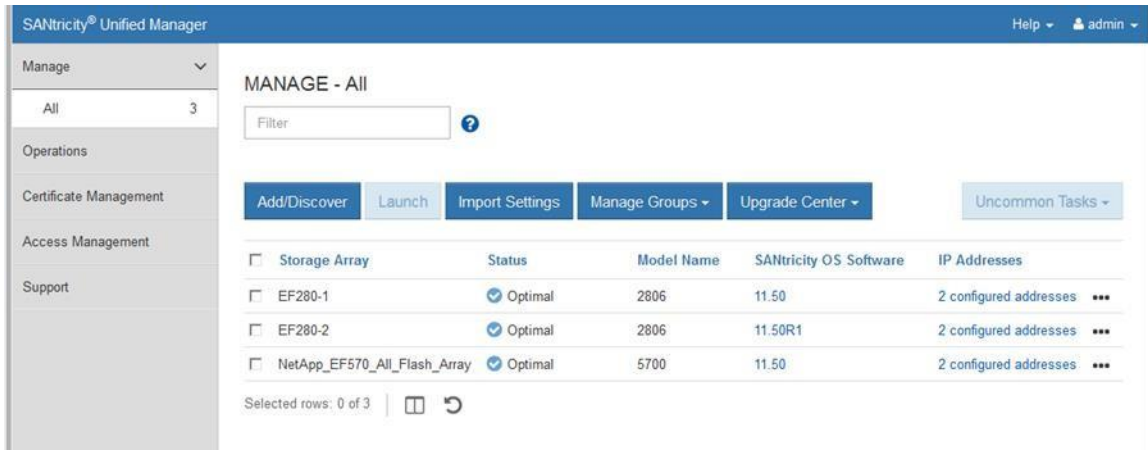 SANtricity® Unified Manager
Help
admin
Manage
All 3
Operations
Certificate Management
Access Management
Support
MANAGE - All
Filter
?
Add/Discover Launch Import Settings Manage Groups Upgrade Center Uncommon Tasks
Storage Array Status Model Name SANtricity OS Software IP Addresses
EF280-1 Optimal 2806 11.50 2 configured addresses •••
EF280-2 Optimal 2806 11.50R1 2 configured addresses •••
NetApp_EF570_All_Flash_Array Optimal 5700 11.50 2 configured addresses •••
Selected rows: 0 of 3